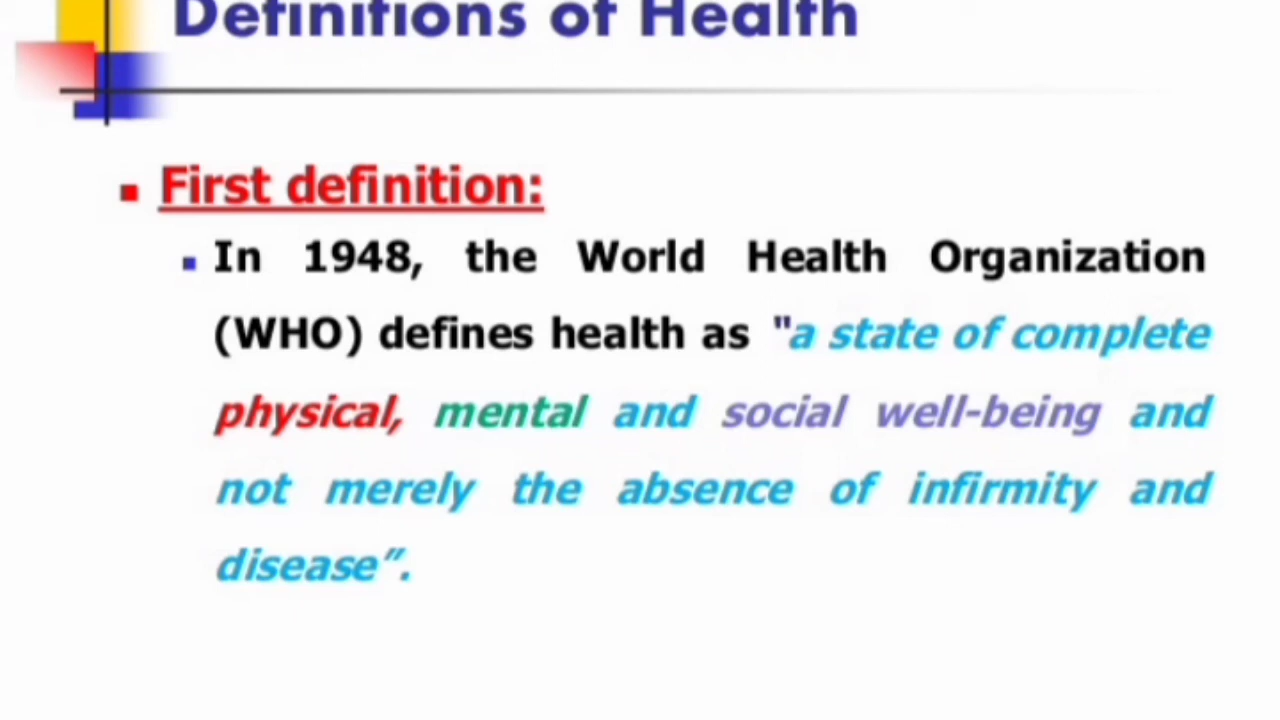 Definitions of Health
First definition:
In 1948, the World Health Organization
(WHO) defines health as "a state of complete
physical, mental and social well-being and
not merely the absence of infirmity and
disease”.